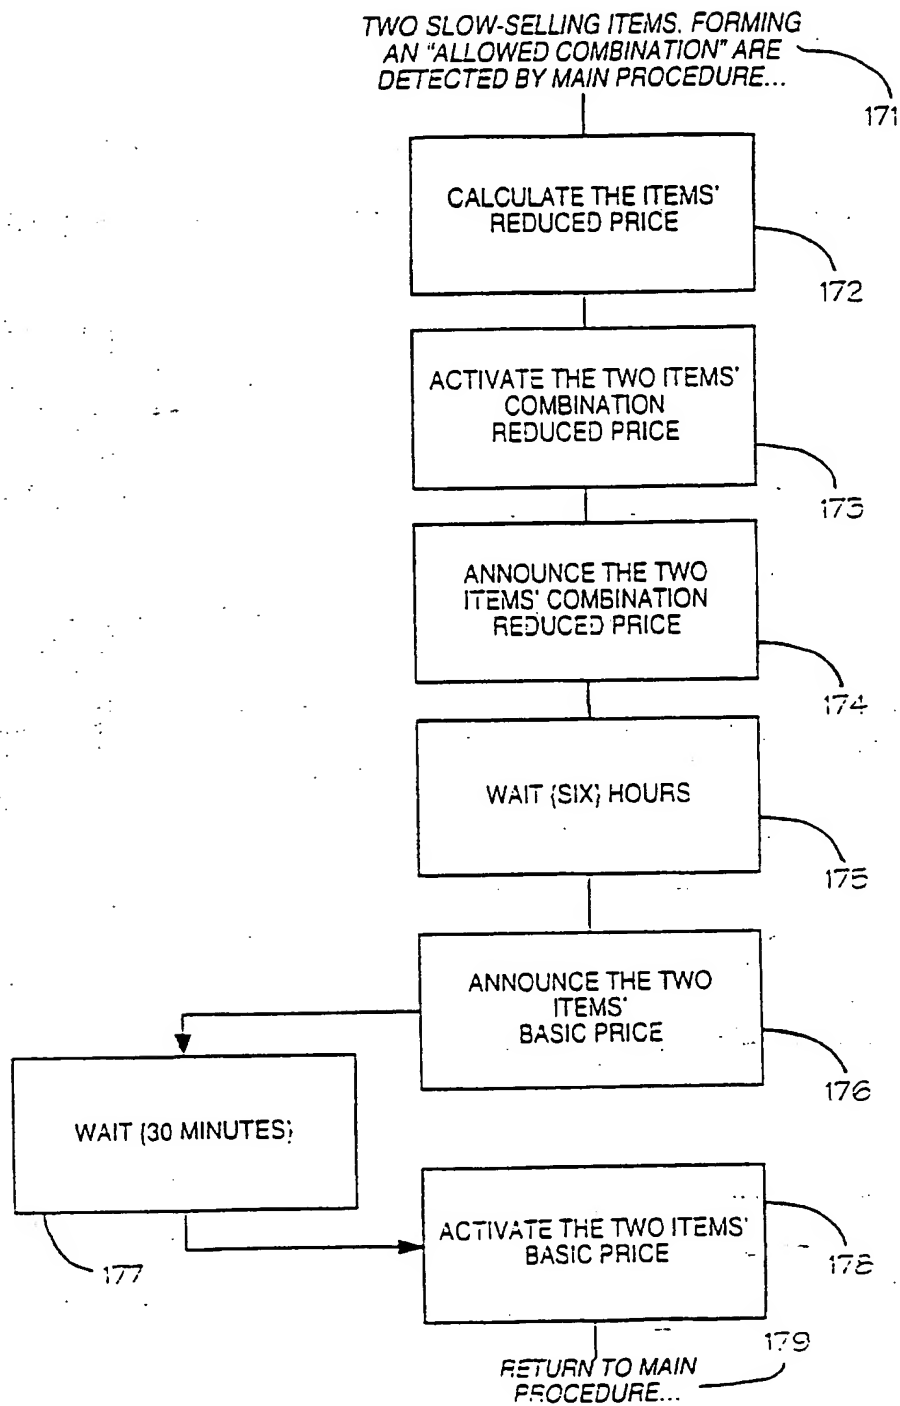 TWO SLOW-SELLING ITEMS, FORMING
AN "ALLOWED COMBINATION" ARE
DETECTED BY MAIN PROCEDURE...
171
CALCULATE THE ITEMS'
REDUCED PRICE
172
ACTIVATE THE TWO ITEMS'
COMBINATION
REDUCED PRICE
173
ANNOUNCE THE TWO
ITEMS' COMBINATION
REDUCED PRICE
174
WAIT {SIX} HOURS
175
ANNOUNCE THE TWO
ITEMS'
BASIC PRICE
176
WAIT {30 MINUTES}
177
ACTIVATE THE TWO ITEMS'
BASIC PRICE
178
179
RETURN TO MAIN
PROCEDURE...